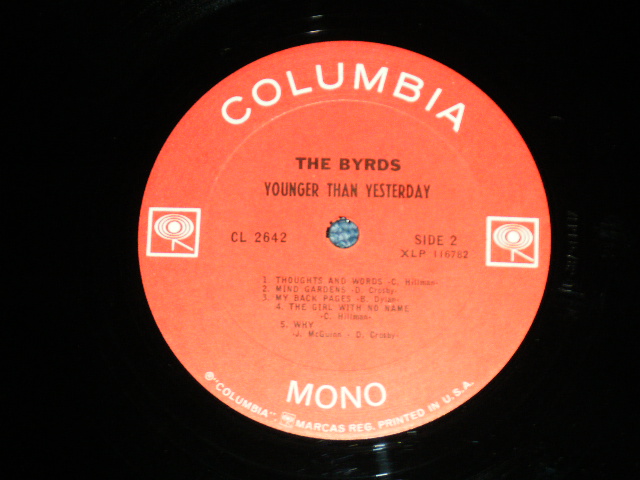 COLUMBIA
THE BYRDS
YOUNGER THAN YESTERDAY
CL 2642
SIDE 2
XLP 116782
1. THOUGHTS AND WORDS -C. Hillman-
2. MIND GARDENS -D. Crosby-
3. MY BACK PAGES -B. Dylan-
4. THE GIRL WITH NO NAME
-C. Hillman-
5. WHY
-J. McGuinn - D. Crosby-
MONO
® "COLUMBIA", MARCAS REG. PRINTED IN U.S.A.